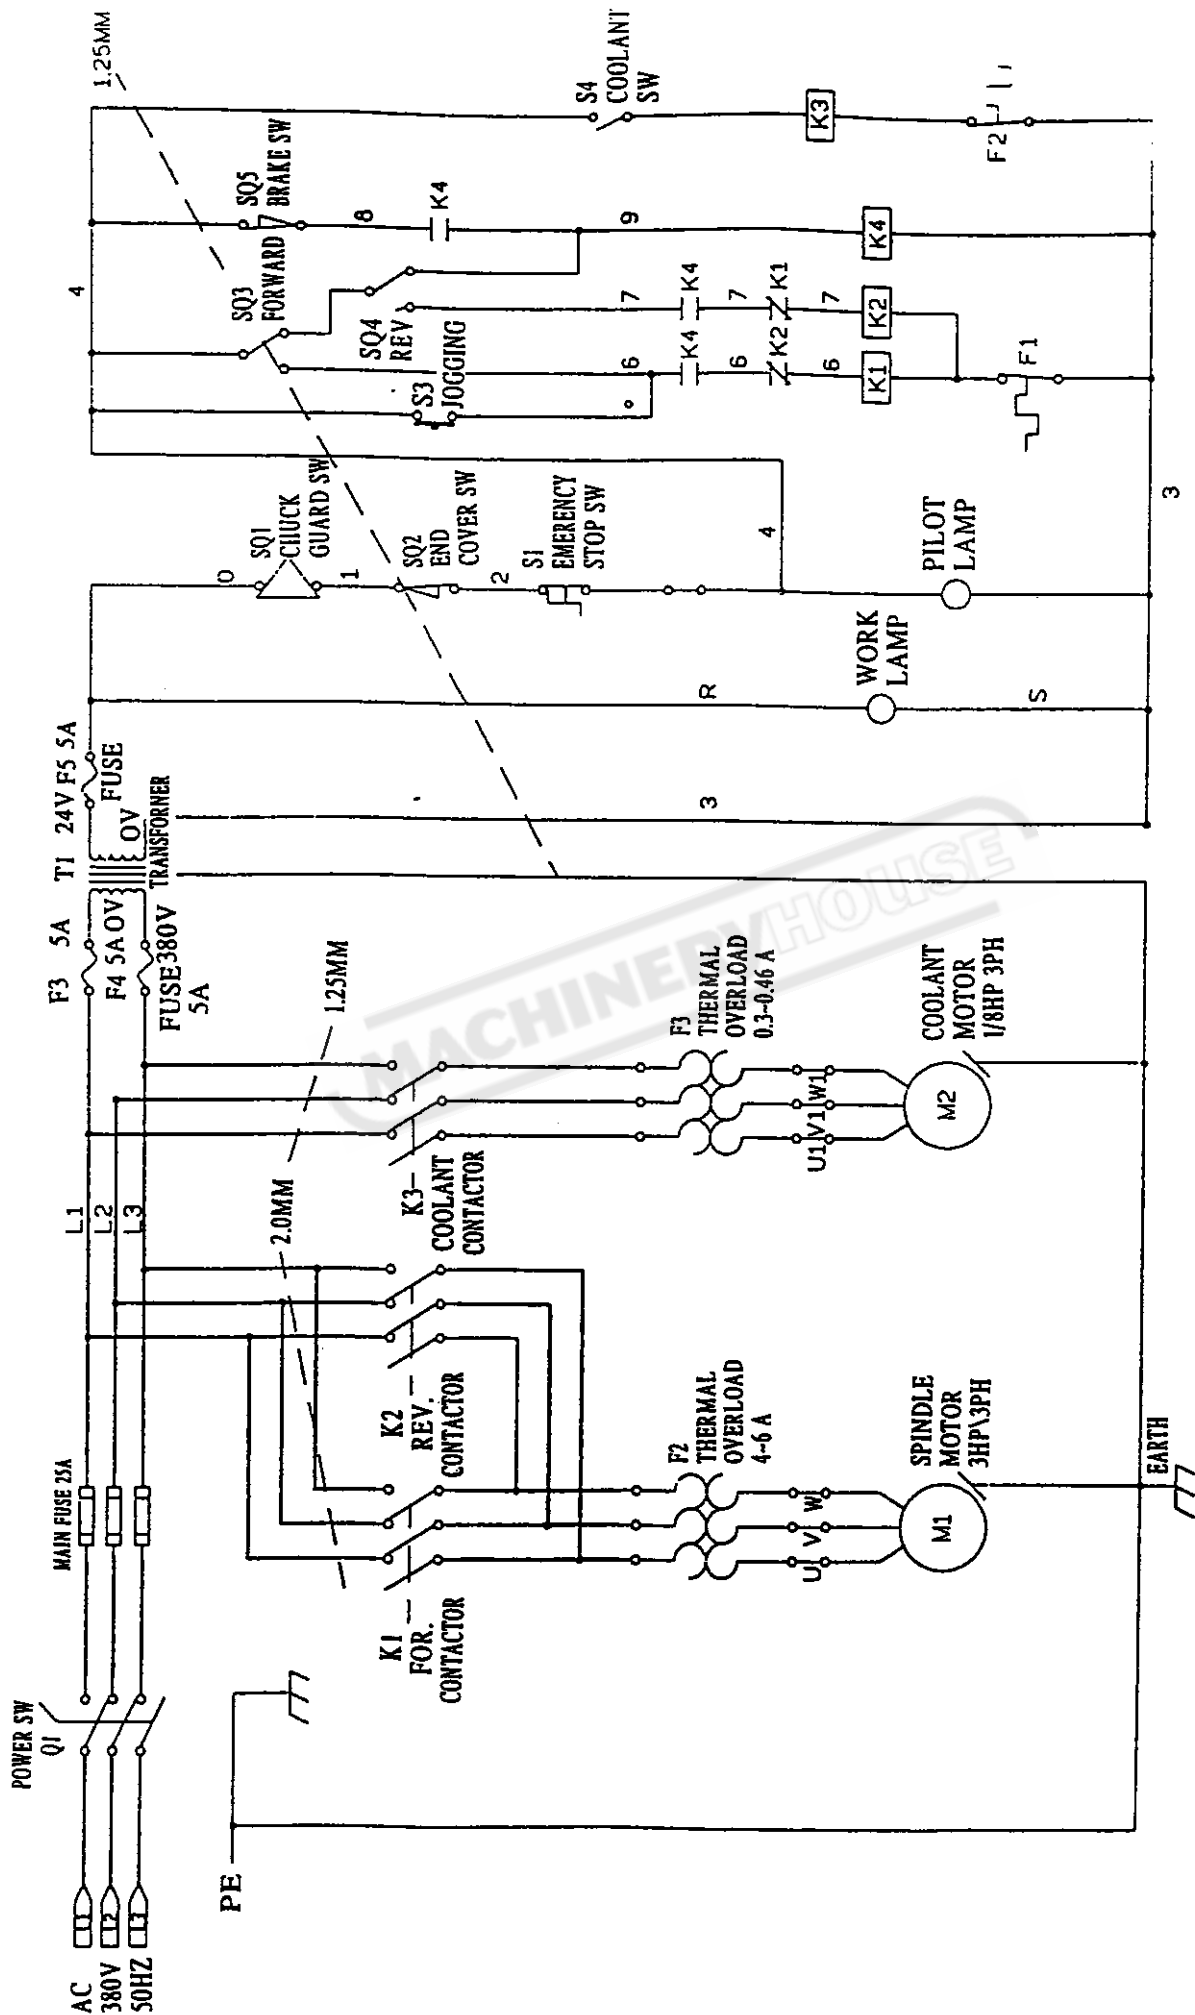 AC
380V
50HZ
L1
L2
L3
PE
POWER SW
Q1
MAIN FUSE 25A
L1
L2
L3
2.0MM
1.25MM
K1
FOR.
CONTACTOR
K2
REV.
CONTACTOR
K3
COOLANT
CONTACTOR
F2
THERMAL
OVERLOAD
4~6 A
U
V
W
M1
SPINDLE
MOTOR
3HP\3PH
EARTH
F3
THERMAL
OVERLOAD
0.3~0.46 A
U1
V1
W1
M2
COOLANT
MOTOR
1/8HP 3PH
F3 5A
F4 5A 0V
FUSE 380V
5A
T1 24V F5 5A
0V FUSE
TRANSFORNER
MACHINERYHOUSE
3
R
WORK
LAMP
S
0
SQ1
CHUCK
GUARD SW
1
SQ2
END
COVER SW
2
S1
EMERENCY
STOP SW
4
PILOT
LAMP
3
4
S3
JOGGING
SQ3
FORWARD
SQ4
REV
6
K4
6
K2
6
K1
F1
7
K4
7
K1
7
K2
SQ5
BRAKE SW
8
K4
9
K4
1.25MM
S4
COOLANT
SW
K3
F2